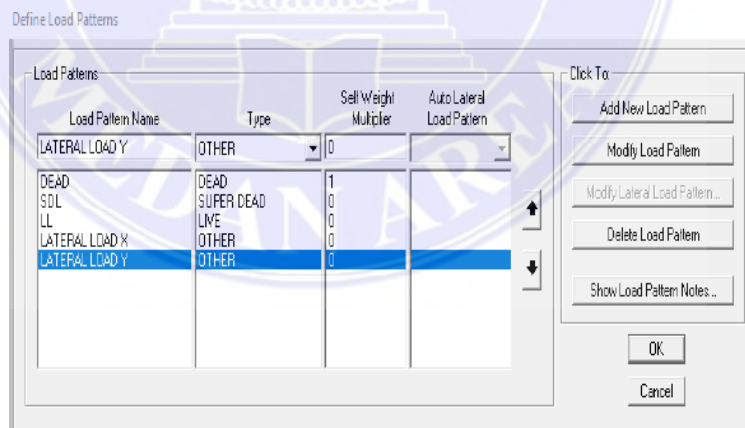 Define Load Patterns
Load Patterns
Click To:
Load Pattern Name Type Self Weight Multiplier Auto Lateral Load Pattern
LATERAL LOAD Y OTHER 0
DEAD DEAD 1
SDL SUPER DEAD 0
LL LIVE 0
LATERAL LOAD X OTHER 0
LATERAL LOAD Y OTHER 0
Add New Load Pattern
Modify Load Pattern
Modify Lateral Load Pattern...
Delete Load Pattern
Show Load Pattern Notes...
OK
Cancel
MEDAN AREA